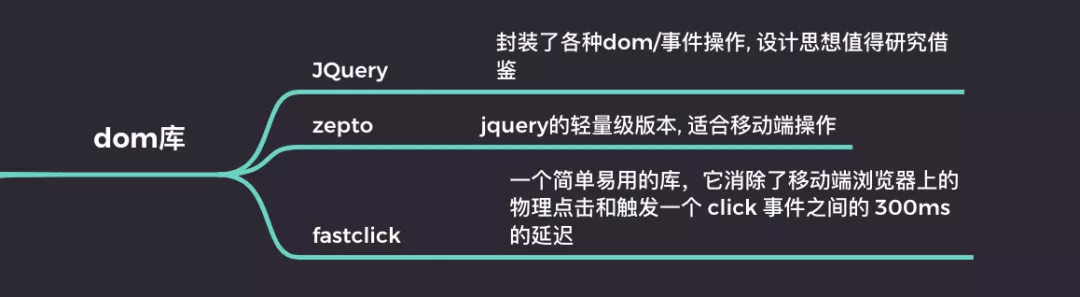 封装了各种dom/事件操作, 设计思想值得研究借
鉴
JQuery
dom库
zepto
jquery的轻量级版本, 适合移动端操作
一个简单易用的库，它消除了移动端浏览器上的
物理点击和触发一个 click 事件之间的 300ms
的延迟
fastclick